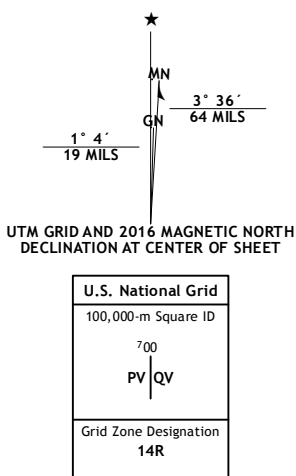 ★
MN
3° 36´
64 MILS
GN
1° 4´
19 MILS
UTM GRID AND 2016 MAGNETIC NORTH
DECLINATION AT CENTER OF SHEET
U.S. National Grid
100,000-m Square ID
⁷00
PV QV
Grid Zone Designation
14R